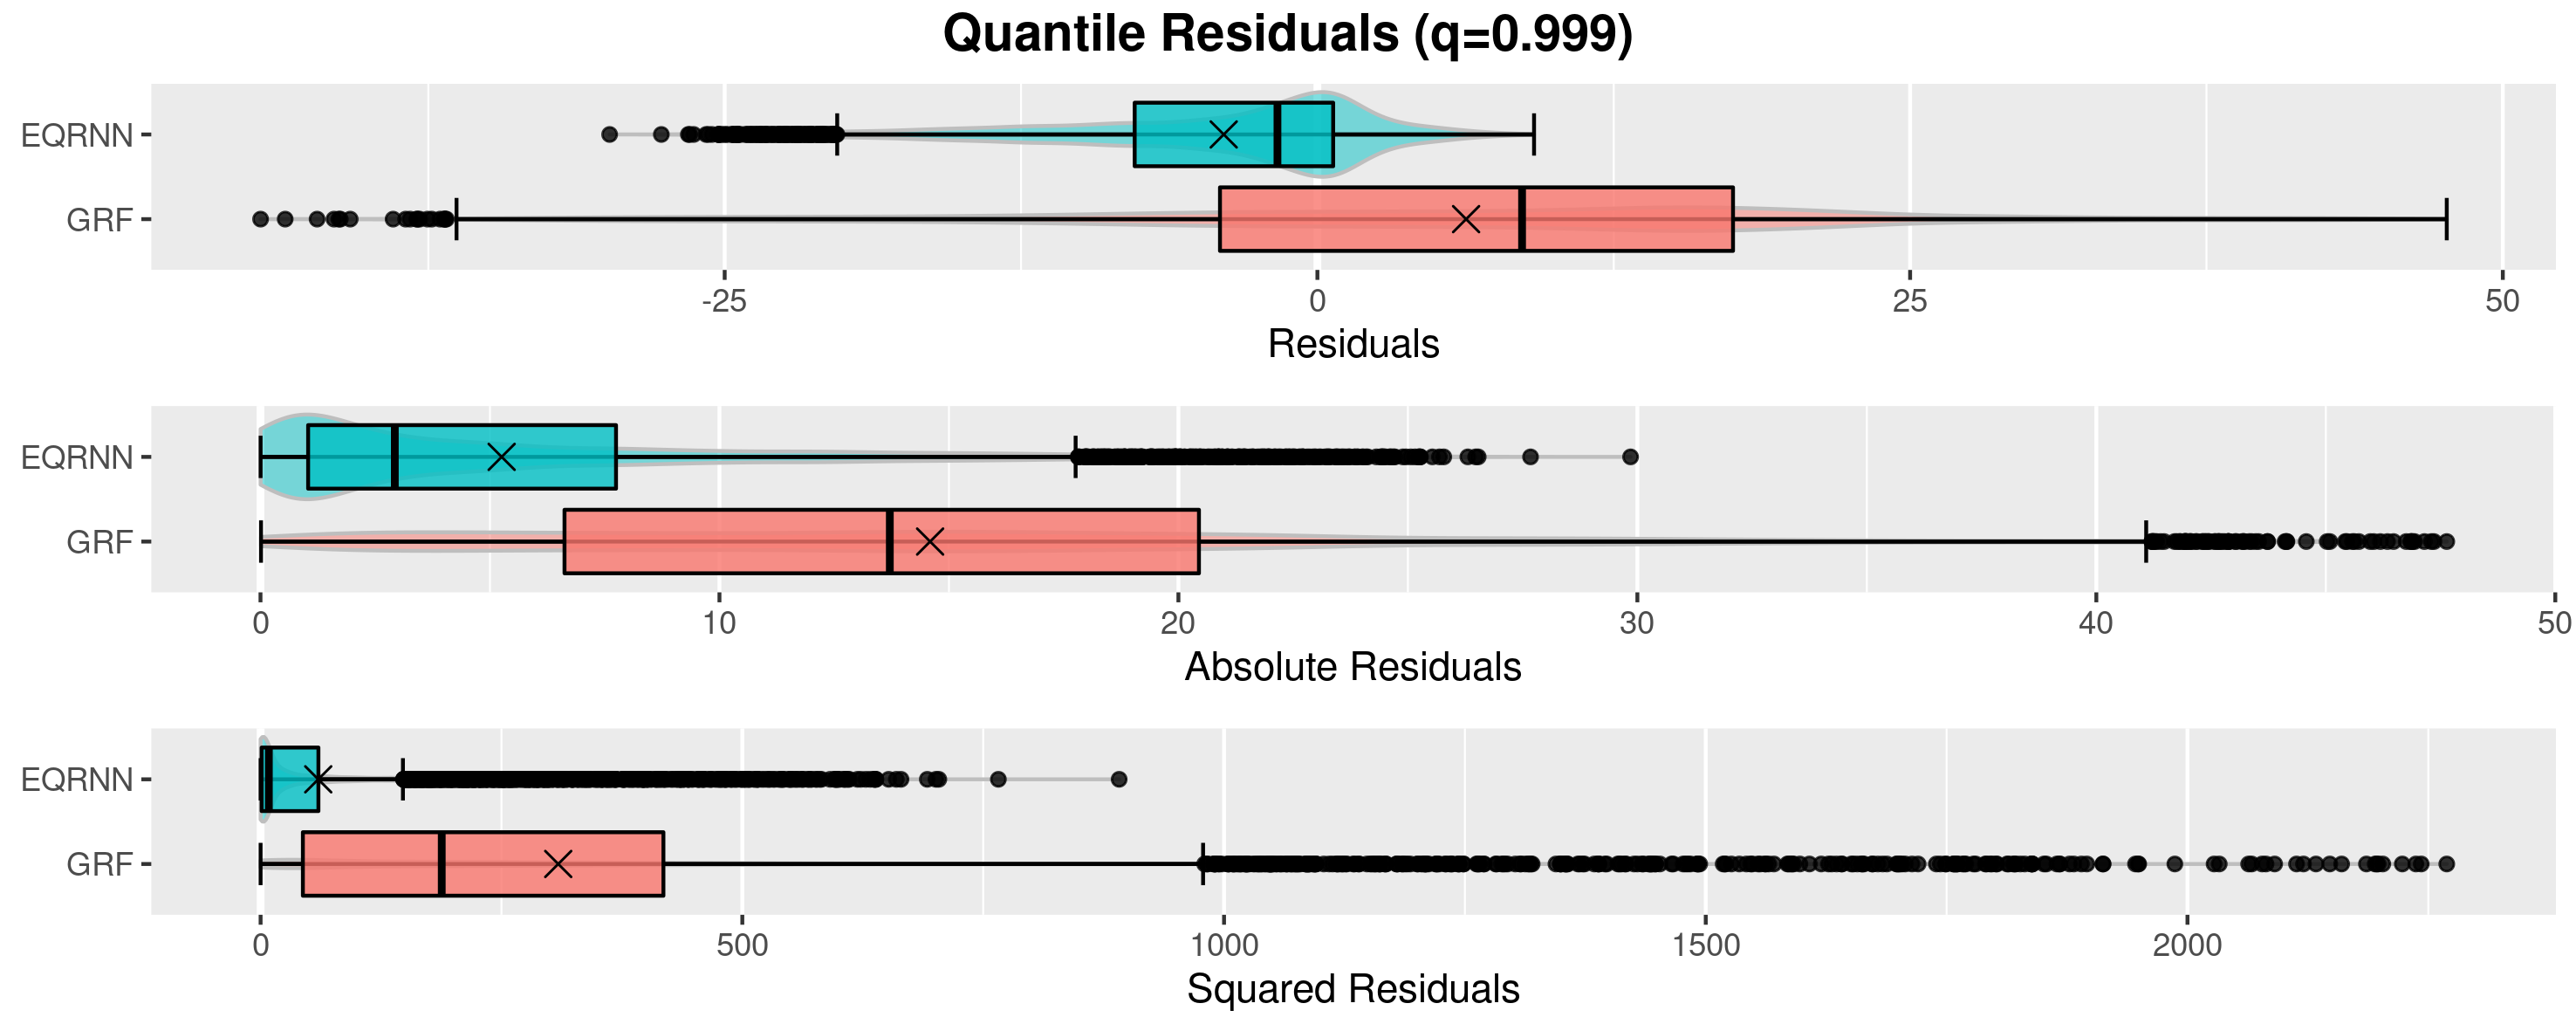 Quantile Residuals (q=0.999)
EQRNN
GRF
-25 0 25 50
Residuals
EQRNN
GRF
0 10 20 30 40 50
Absolute Residuals
EQRNN
GRF
0 500 1000 1500 2000
Squared Residuals